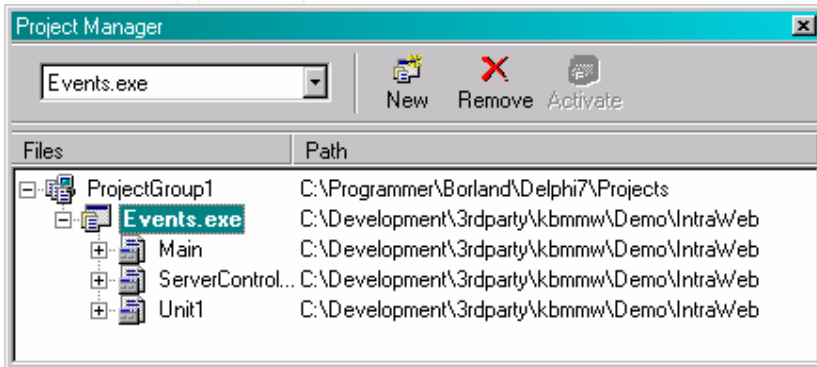 Project Manager
Events.exe
New Remove Activate
Files Path
ProjectGroup1 C:\Programmer\Borland\Delphi7\Projects
Events.exe C:\Development\3rdparty\kbmmw\Demo\IntraWeb
Main C:\Development\3rdparty\kbmmw\Demo\IntraWeb
ServerControl... C:\Development\3rdparty\kbmmw\Demo\IntraWeb
Unit1 C:\Development\3rdparty\kbmmw\Demo\IntraWeb